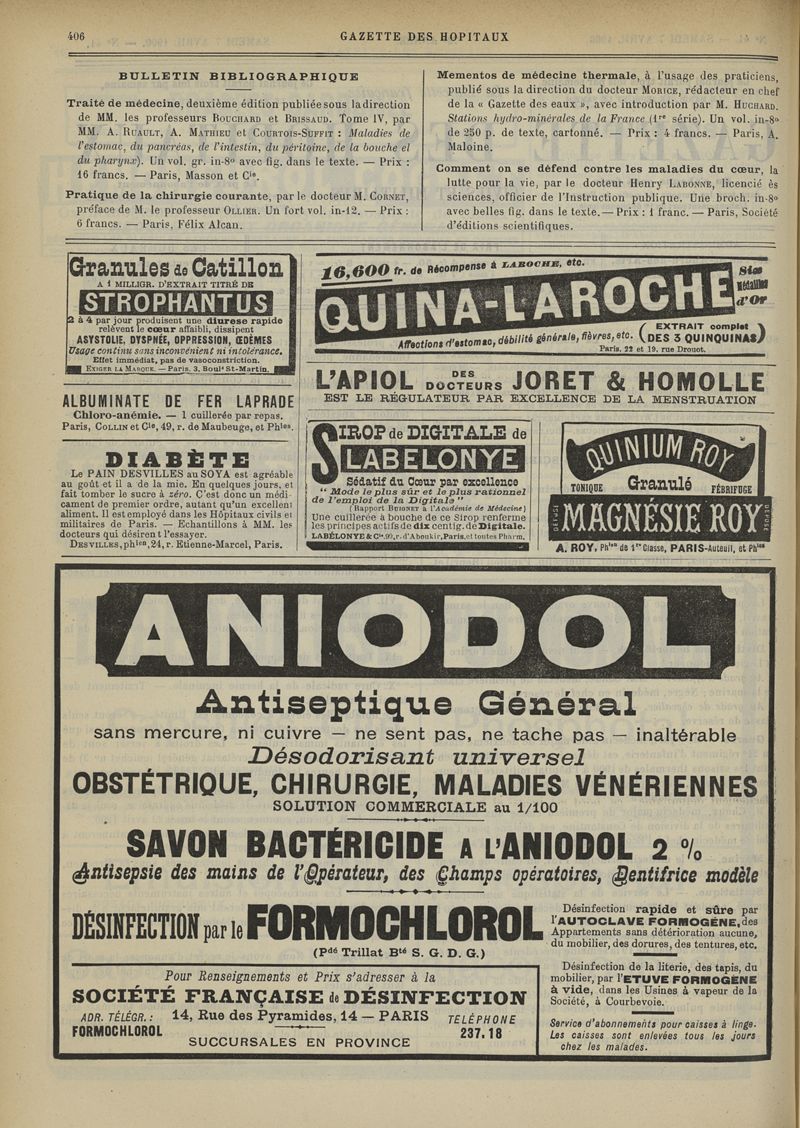 406
GAZETTE DES HOPITAUX
BULLETIN BIBLIOGRAPHIQUE
Traité de médecine, deuxième édition publiée sous la direction
de MM. les professeurs BOUCHARD et BRISSAUD. Tome IV, par
MM. A. RUAULT, A. MATHIEU et COURTOIS-SUFFIT : Maladies de
l'estomac, du pancréas, de l'intestin, du péritoine, de la bouche et
du pharynx). Un vol. gr. in-8º avec fig. dans le texte. — Prix :
16 francs. — Paris, Masson et Cie.
Pratique de la chirurgie courante, par le docteur M. CORNET,
préface de M. le professeur OLLIER. Un fort vol. in-12. — Prix :
6 francs. — Paris, Félix Alcan.
Mementos de médecine thermale, à l'usage des praticiens,
publié sous la direction du docteur MORICE, rédacteur en chef
de la « Gazette des eaux », avec introduction par M. HUCHARD.
Stations hydro-minérales de la France (1re série). Un vol. in-8º
de 250 p. de texte, cartonné. — Prix : 4 francs. — Paris, A.
Maloine.
Comment on se défend contre les maladies du cœur, la
lutte pour la vie, par le docteur Henry LABONNE, licencié ès
sciences, officier de l'Instruction publique. Une broch. in-8º
avec belles fig. dans le texte. — Prix : 1 franc. — Paris, Société
d'éditions scientifiques.
Granules de Catillon
A 1 MILLIGR. D'EXTRAIT TITRÉ DE
STROPHANTUS
2 à 4 par jour produisent une diurese rapide
relèvent le cœur affaibli, dissipent
ASYSTOLIE, DYSPNÉE, OPPRESSION, ŒDÈMES
Usage continu sans inconvénient ni intolérance.
Effet immédiat, pas de vasoconstriction.
EXIGER LA MARQUE. — Paris, 3, Boulᵈ St-Martin.
16,600 fr. de Récompense à LAROCHE, etc.
Six
Médailles
d'Or
QUINA-LAROCHE
Affections d'estomac, débilité générale, fièvres, etc.
(EXTRAIT complet
DES 3 QUINQUINAS)
Paris, 22 et 19, rue Drouot.
L'APIOL DES DOCTEURS JORET & HOMOLLE
EST LE RÉGULATEUR PAR EXCELLENCE DE LA MENSTRUATION
ALBUMINATE DE FER LAPRADE
Chloro-anémie. — 1 cuillerée par repas.
Paris, COLLIN et Cie, 49, r. de Maubeuge, et Phies.
DIABÈTE
Le PAIN DESVILLES au SOYA est agréable
au goût et il a de la mie. En quelques jours, et
fait tomber le sucre à zéro. C'est donc un médi-
cament de premier ordre, autant qu'un excellent
aliment. Il est employé dans les Hôpitaux civils et
militaires de Paris. — Echantillons à MM. les
docteurs qui désirent l'essayer.
DESVILLES, phien, 24, r. Etienne-Marcel, Paris.
SIROP de DIGITALE de
LABELONYE
Sédatif du Cœur par excellence
"Mode le plus sûr et le plus rationnel
de l'emploi de la Digitale"
(Rapport BUIGNET à l'Académie de Médecine)
Une cuillerée à bouche de ce Sirop renferme
les principes actifs de dix centig. de Digitale.
LABÉLONYE & Cie, 99, r. d'Aboukir, Paris, et toutes Pharm.
QUINIUM ROY
TONIQUE Granulé FÉBRIFUGE
MAGNÉSIE ROY
A. ROY, Phien de 1re Classe, PARIS-Auteuil, et Phies
ANIODOL
Antiseptique Général
sans mercure, ni cuivre — ne sent pas, ne tache pas — inaltérable
Désodorisant universel
OBSTÉTRIQUE, CHIRURGIE, MALADIES VÉNÉRIENNES
SOLUTION COMMERCIALE au 1/100
SAVON BACTÉRICIDE A L'ANIODOL 2 %
Antisepsie des mains de l'Opérateur, des Champs opératoires, Dentifrice modèle
DÉSINFECTION par le FORMOCHLOROL
(Pdé Trillat Bté S. G. D. G.)
Désinfection rapide et sûre par
l'AUTOCLAVE FORMOGÈNE, des
Appartements sans détérioration aucune,
du mobilier, des dorures, des tentures, etc.
Désinfection de la literie, des tapis, du
mobilier, par l'ETUVE FORMOGÈNE
à vide, dans les Usines à vapeur de la
Société, à Courbevoie.
Service d'abonnements pour caisses à linge.
Les caisses sont enlevées tous les jours
chez les malades.
Pour Renseignements et Prix s'adresser à la
SOCIÉTÉ FRANÇAISE de DÉSINFECTION
ADR. TÉLÉGR. : 14, Rue des Pyramides, 14 — PARIS TELÉPHONE
FORMOCHLOROL 237.18
SUCCURSALES EN PROVINCE